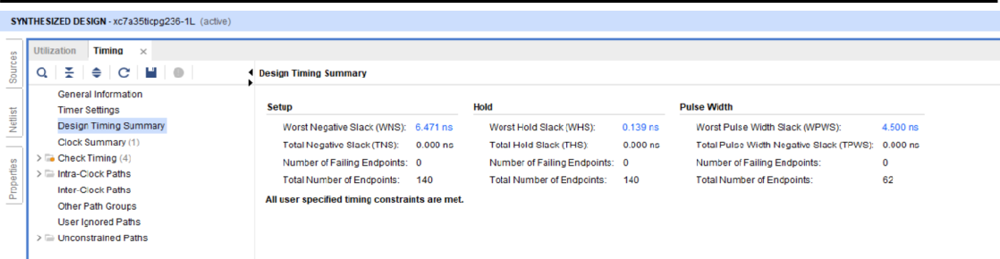 SYNTHESIZED DESIGN - xc7a35ticpg236-1L (active)
Sources
Netlist
Properties
Utilization Timing ×
General Information
Timer Settings
Design Timing Summary
Clock Summary (1)
Check Timing (4)
Intra-Clock Paths
Inter-Clock Paths
Other Path Groups
User Ignored Paths
Unconstrained Paths
Design Timing Summary
Setup Hold Pulse Width
Worst Negative Slack (WNS): 6.471 ns Worst Hold Slack (WHS): 0.139 ns Worst Pulse Width Slack (WPWS): 4.500 ns
Total Negative Slack (TNS): 0.000 ns Total Hold Slack (THS): 0.000 ns Total Pulse Width Negative Slack (TPWS): 0.000 ns
Number of Failing Endpoints: 0 Number of Failing Endpoints: 0 Number of Failing Endpoints: 0
Total Number of Endpoints: 140 Total Number of Endpoints: 140 Total Number of Endpoints: 62
All user specified timing constraints are met.